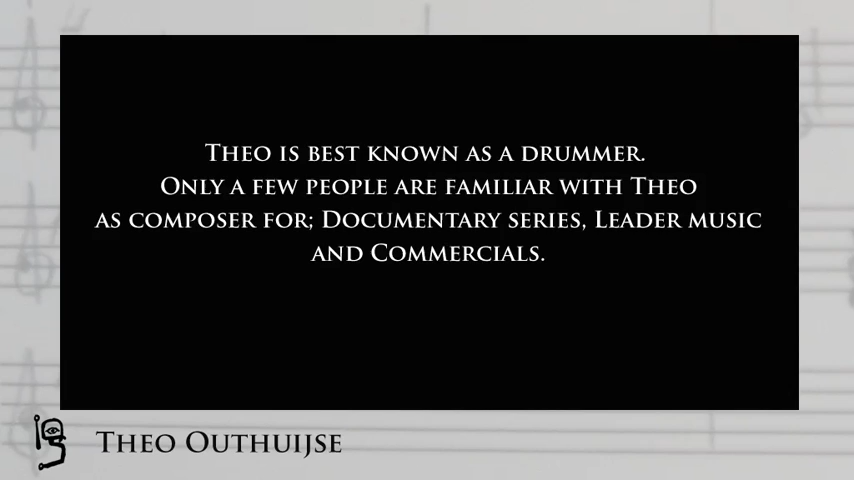 Theo is best known as a drummer.
Only a few people are familiar with Theo
as composer for; Documentary series, Leader music
and Commercials.
Theo Outhuijse